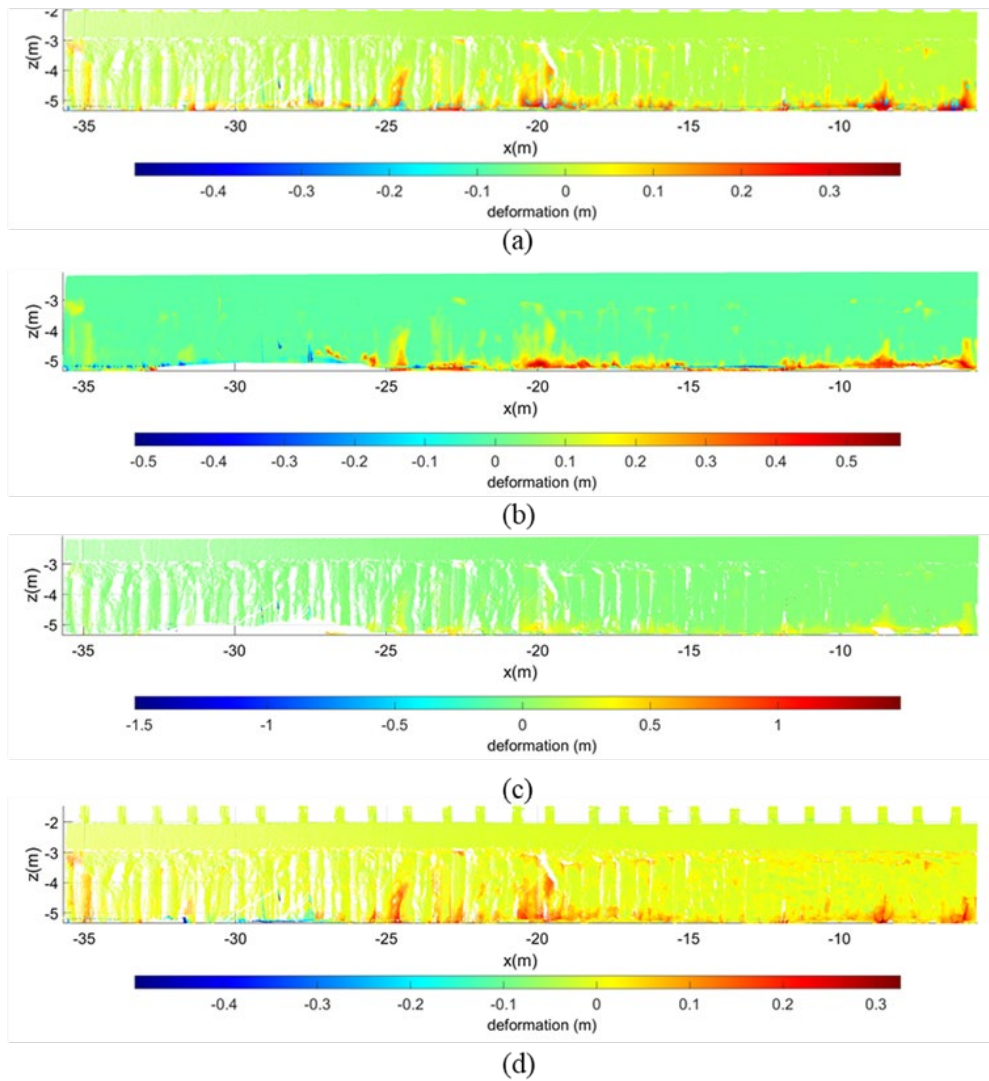 -2
-3
z(m)
-4
-5
-35 -30 -25 -20 -15 -10
x(m)
-0.4 -0.3 -0.2 -0.1 0 0.1 0.2 0.3
deformation (m)
(a)
-3
z(m)
-4
-5
-35 -30 -25 -20 -15 -10
x(m)
-0.5 -0.4 -0.3 -0.2 -0.1 0 0.1 0.2 0.3 0.4 0.5
deformation (m)
(b)
-3
z(m)
-4
-5
-35 -30 -25 -20 -15 -10
x(m)
-1.5 -1 -0.5 0 0.5 1
deformation (m)
(c)
-2
-3
z(m)
-4
-5
-35 -30 -25 -20 -15 -10
x(m)
-0.4 -0.3 -0.2 -0.1 0 0.1 0.2 0.3
deformation (m)
(d)